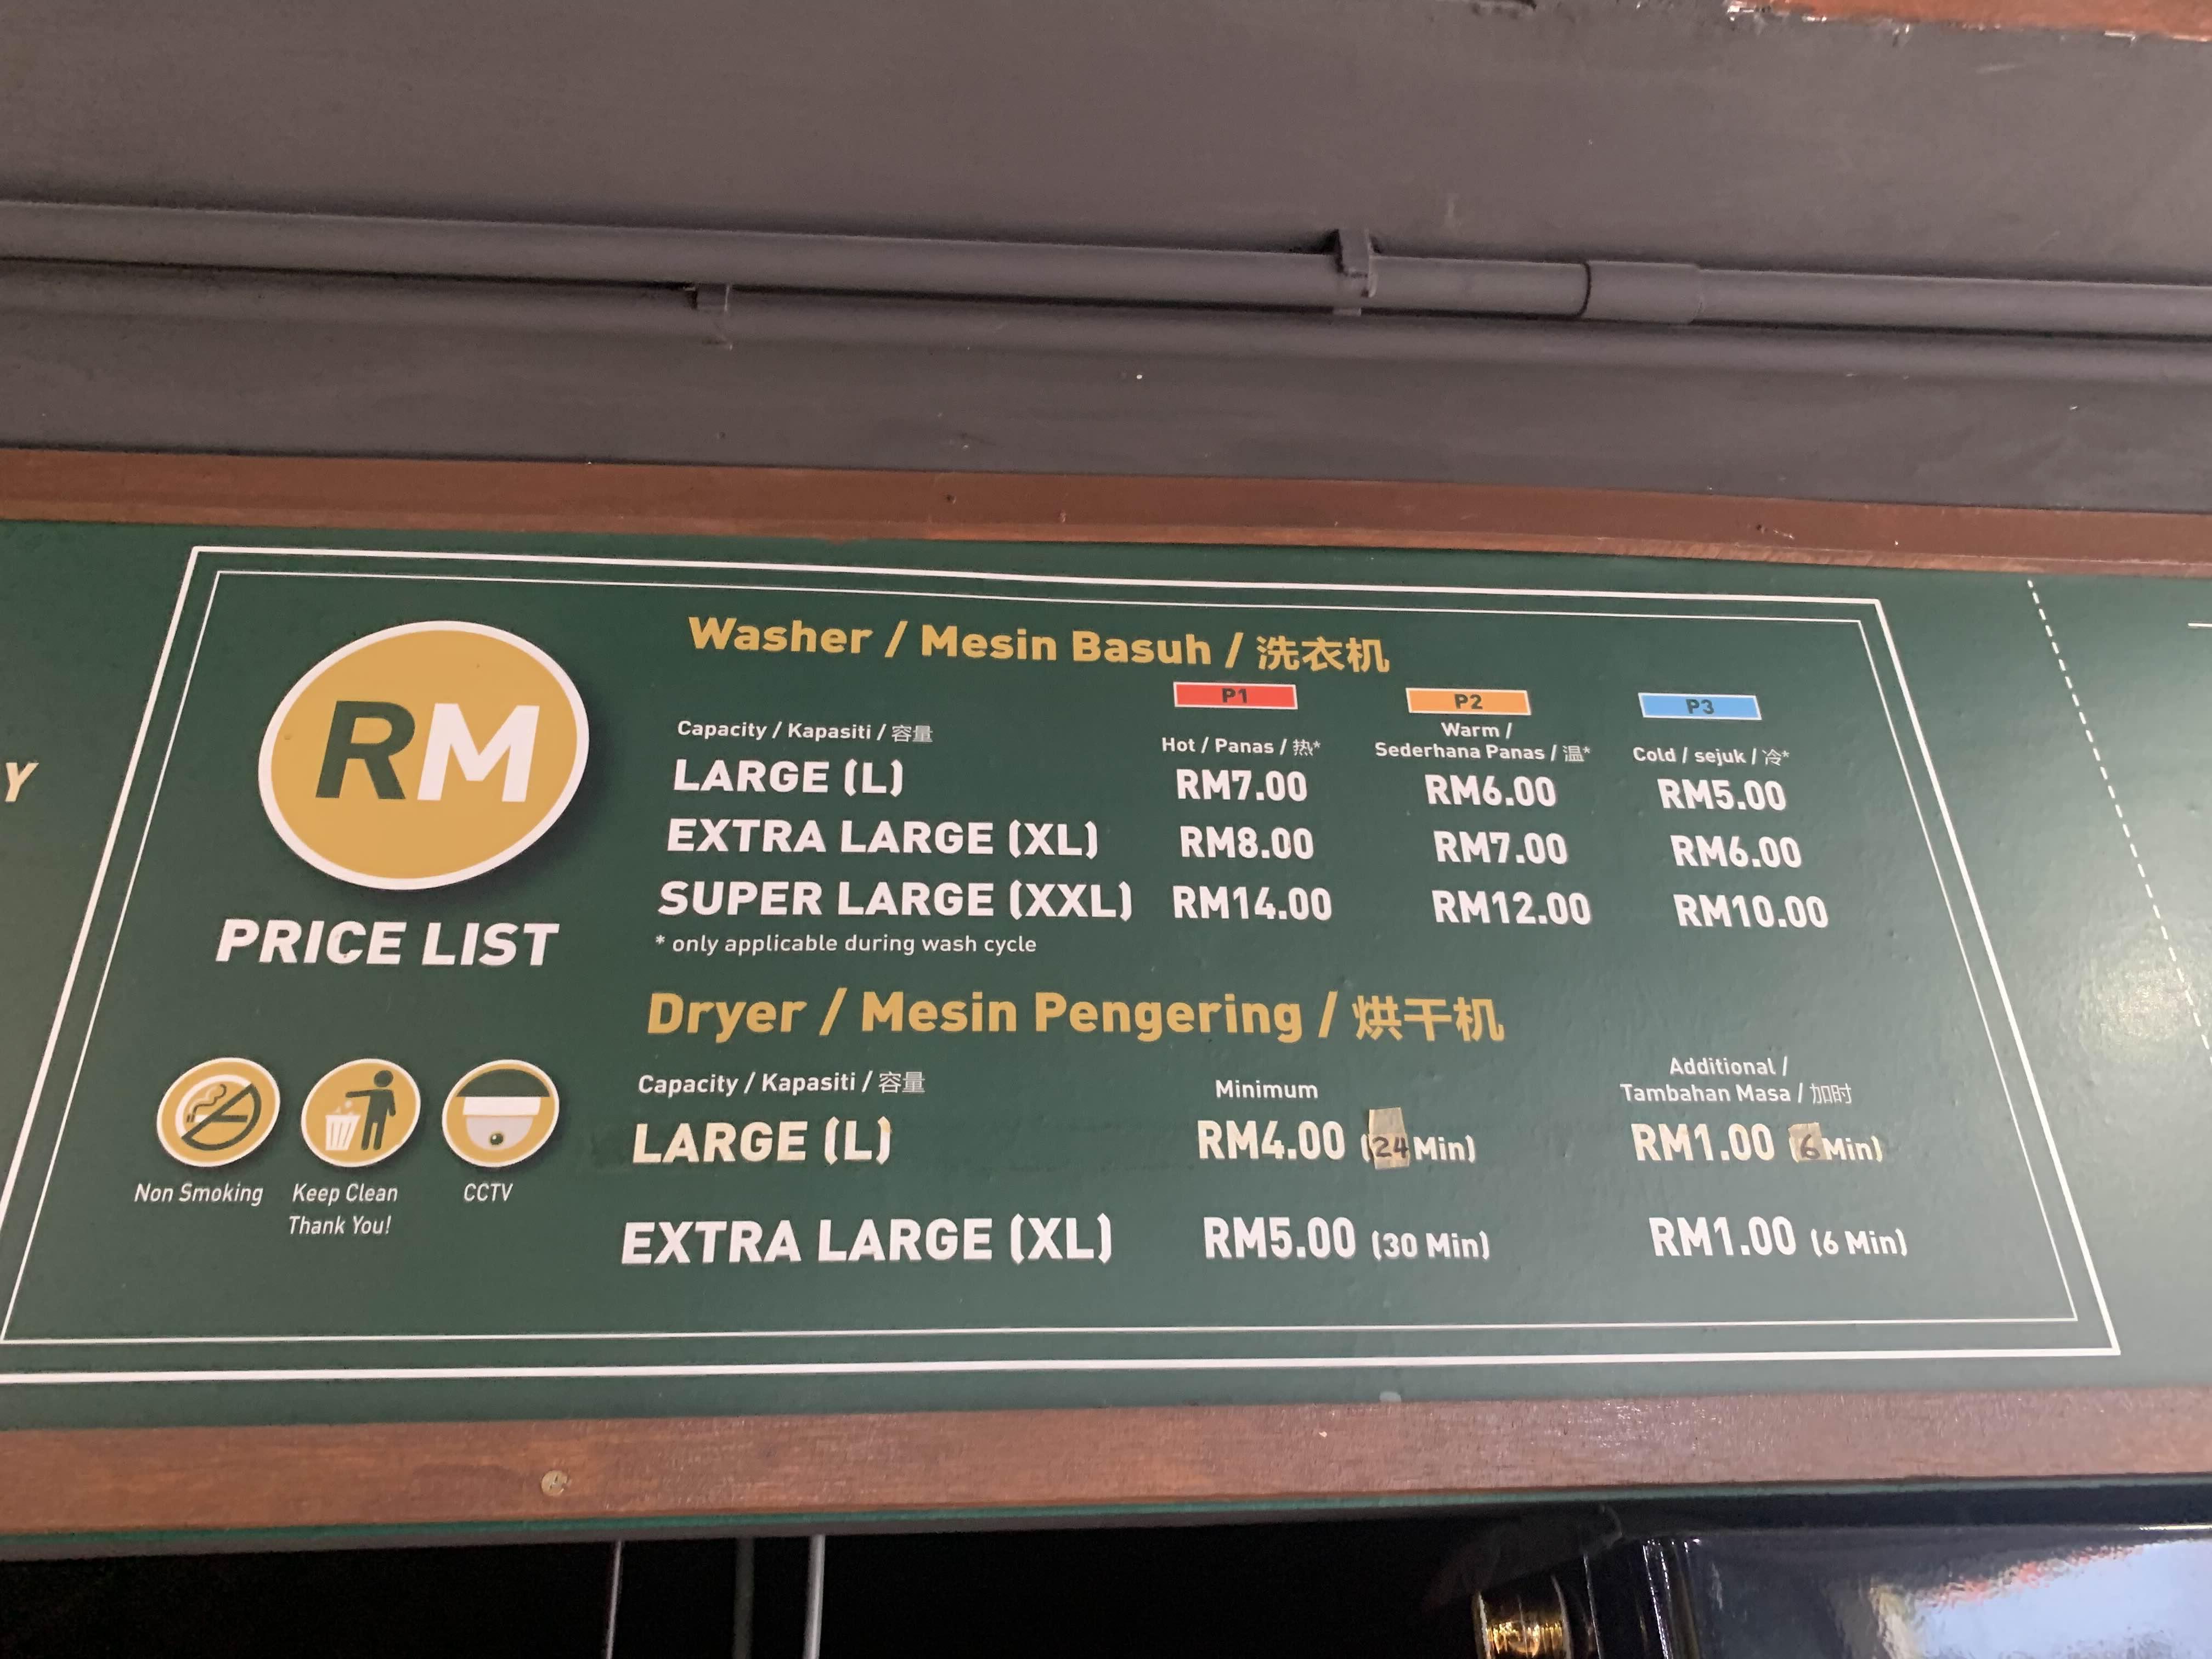 Y
RM
PRICE LIST
Non Smoking
Keep Clean
Thank You!
CCTV
Washer / Mesin Basuh / 洗衣机
P1 P2 P3
Capacity / Kapasiti / 容量
Hot / Panas / 热*
Warm /
Sederhana Panas / 温*
Cold / sejuk / 冷*
LARGE (L) RM7.00 RM6.00 RM5.00
EXTRA LARGE (XL) RM8.00 RM7.00 RM6.00
SUPER LARGE (XXL) RM14.00 RM12.00 RM10.00
* only applicable during wash cycle
Dryer / Mesin Pengering / 烘干机
Capacity / Kapasiti / 容量
Minimum
Additional /
Tambahan Masa / 加时
LARGE (L) RM4.00 (24 Min) RM1.00 (6 Min)
EXTRA LARGE (XL) RM5.00 (30 Min) RM1.00 (6 Min)